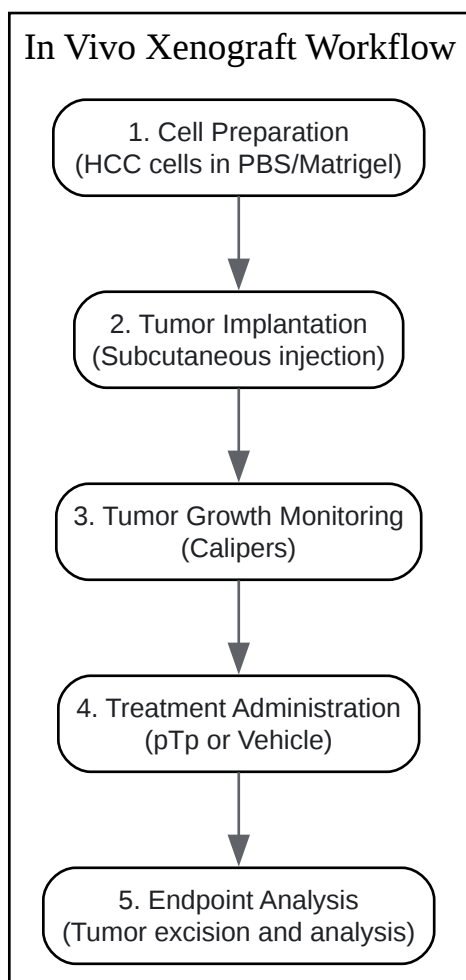 In Vivo Xenograft Workflow
1. Cell Preparation
(HCC cells in PBS/Matrigel)
2. Tumor Implantation
(Subcutaneous injection)
3. Tumor Growth Monitoring
(Calipers)
4. Treatment Administration
(pTp or Vehicle)
5. Endpoint Analysis
(Tumor excision and analysis)